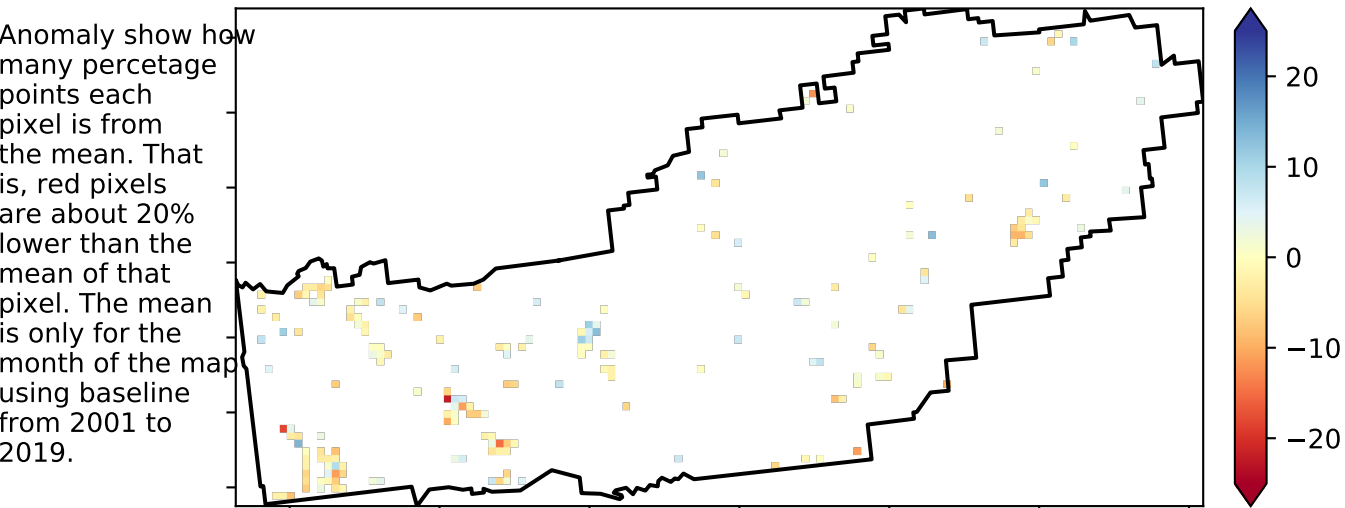 Anomaly show how
many percetage
points each
pixel is from
the mean. That
is, red pixels
are about 20%
lower than the
mean of that
pixel. The mean
is only for the
month of the map
using baseline
from 2001 to
2019.
20
10
0
−10
−20